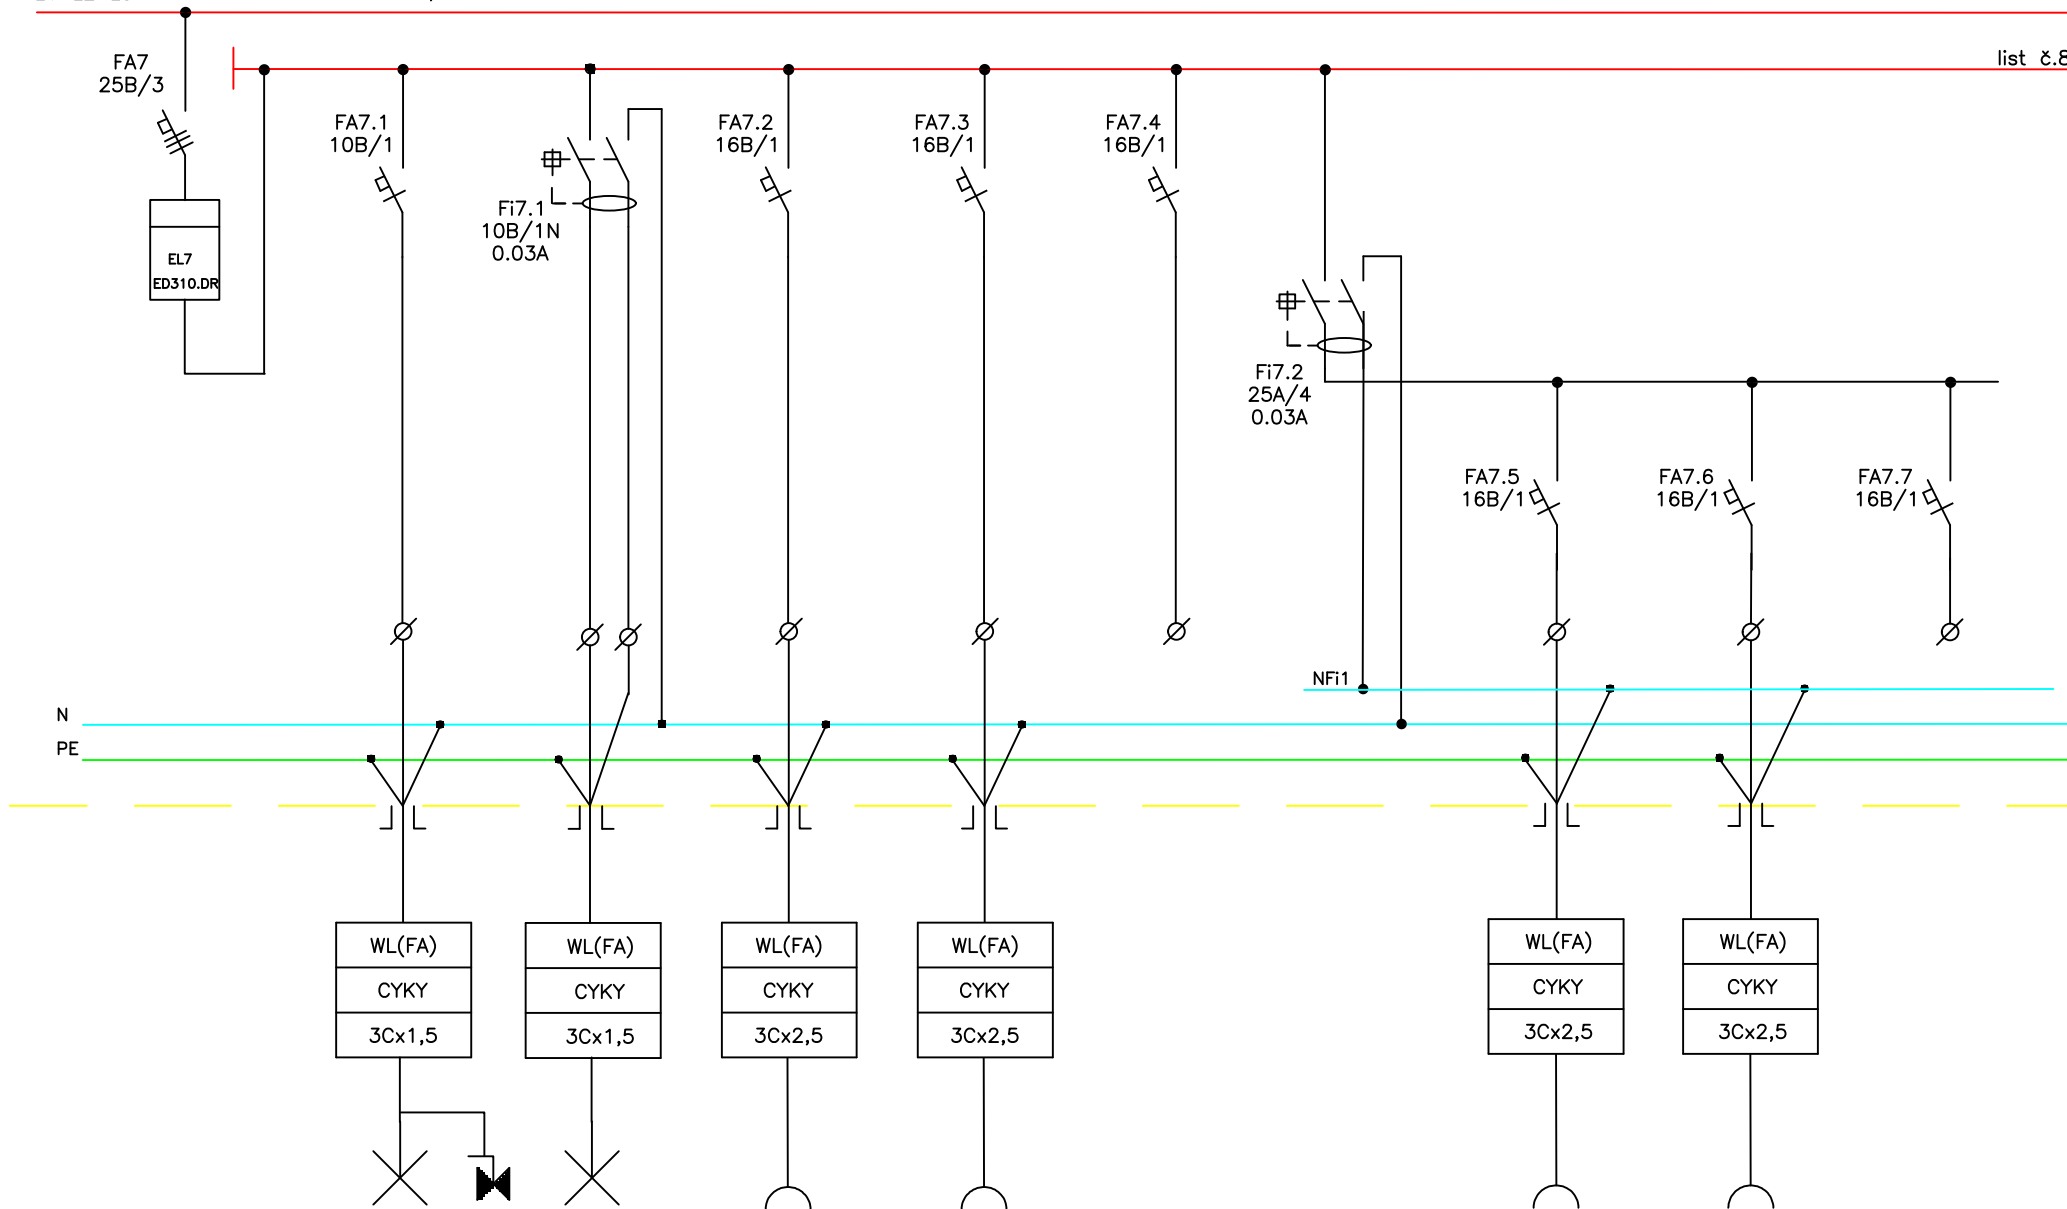 list č.8
FA7
25B/3
FA7.1
10B/1
FA7.2
16B/1
FA7.3
16B/1
FA7.4
16B/1
Fi7.1
10B/1N
0.03A
EL7
ED310.DR
Fi7.2
25A/4
0.03A
FA7.5
16B/1
FA7.6
16B/1
FA7.7
16B/1
NFi1
N
PE
WL(FA)
CYKY
3Cx1,5
WL(FA)
CYKY
3Cx1,5
WL(FA)
CYKY
3Cx2,5
WL(FA)
CYKY
3Cx2,5
WL(FA)
CYKY
3Cx2,5
WL(FA)
CYKY
3Cx2,5